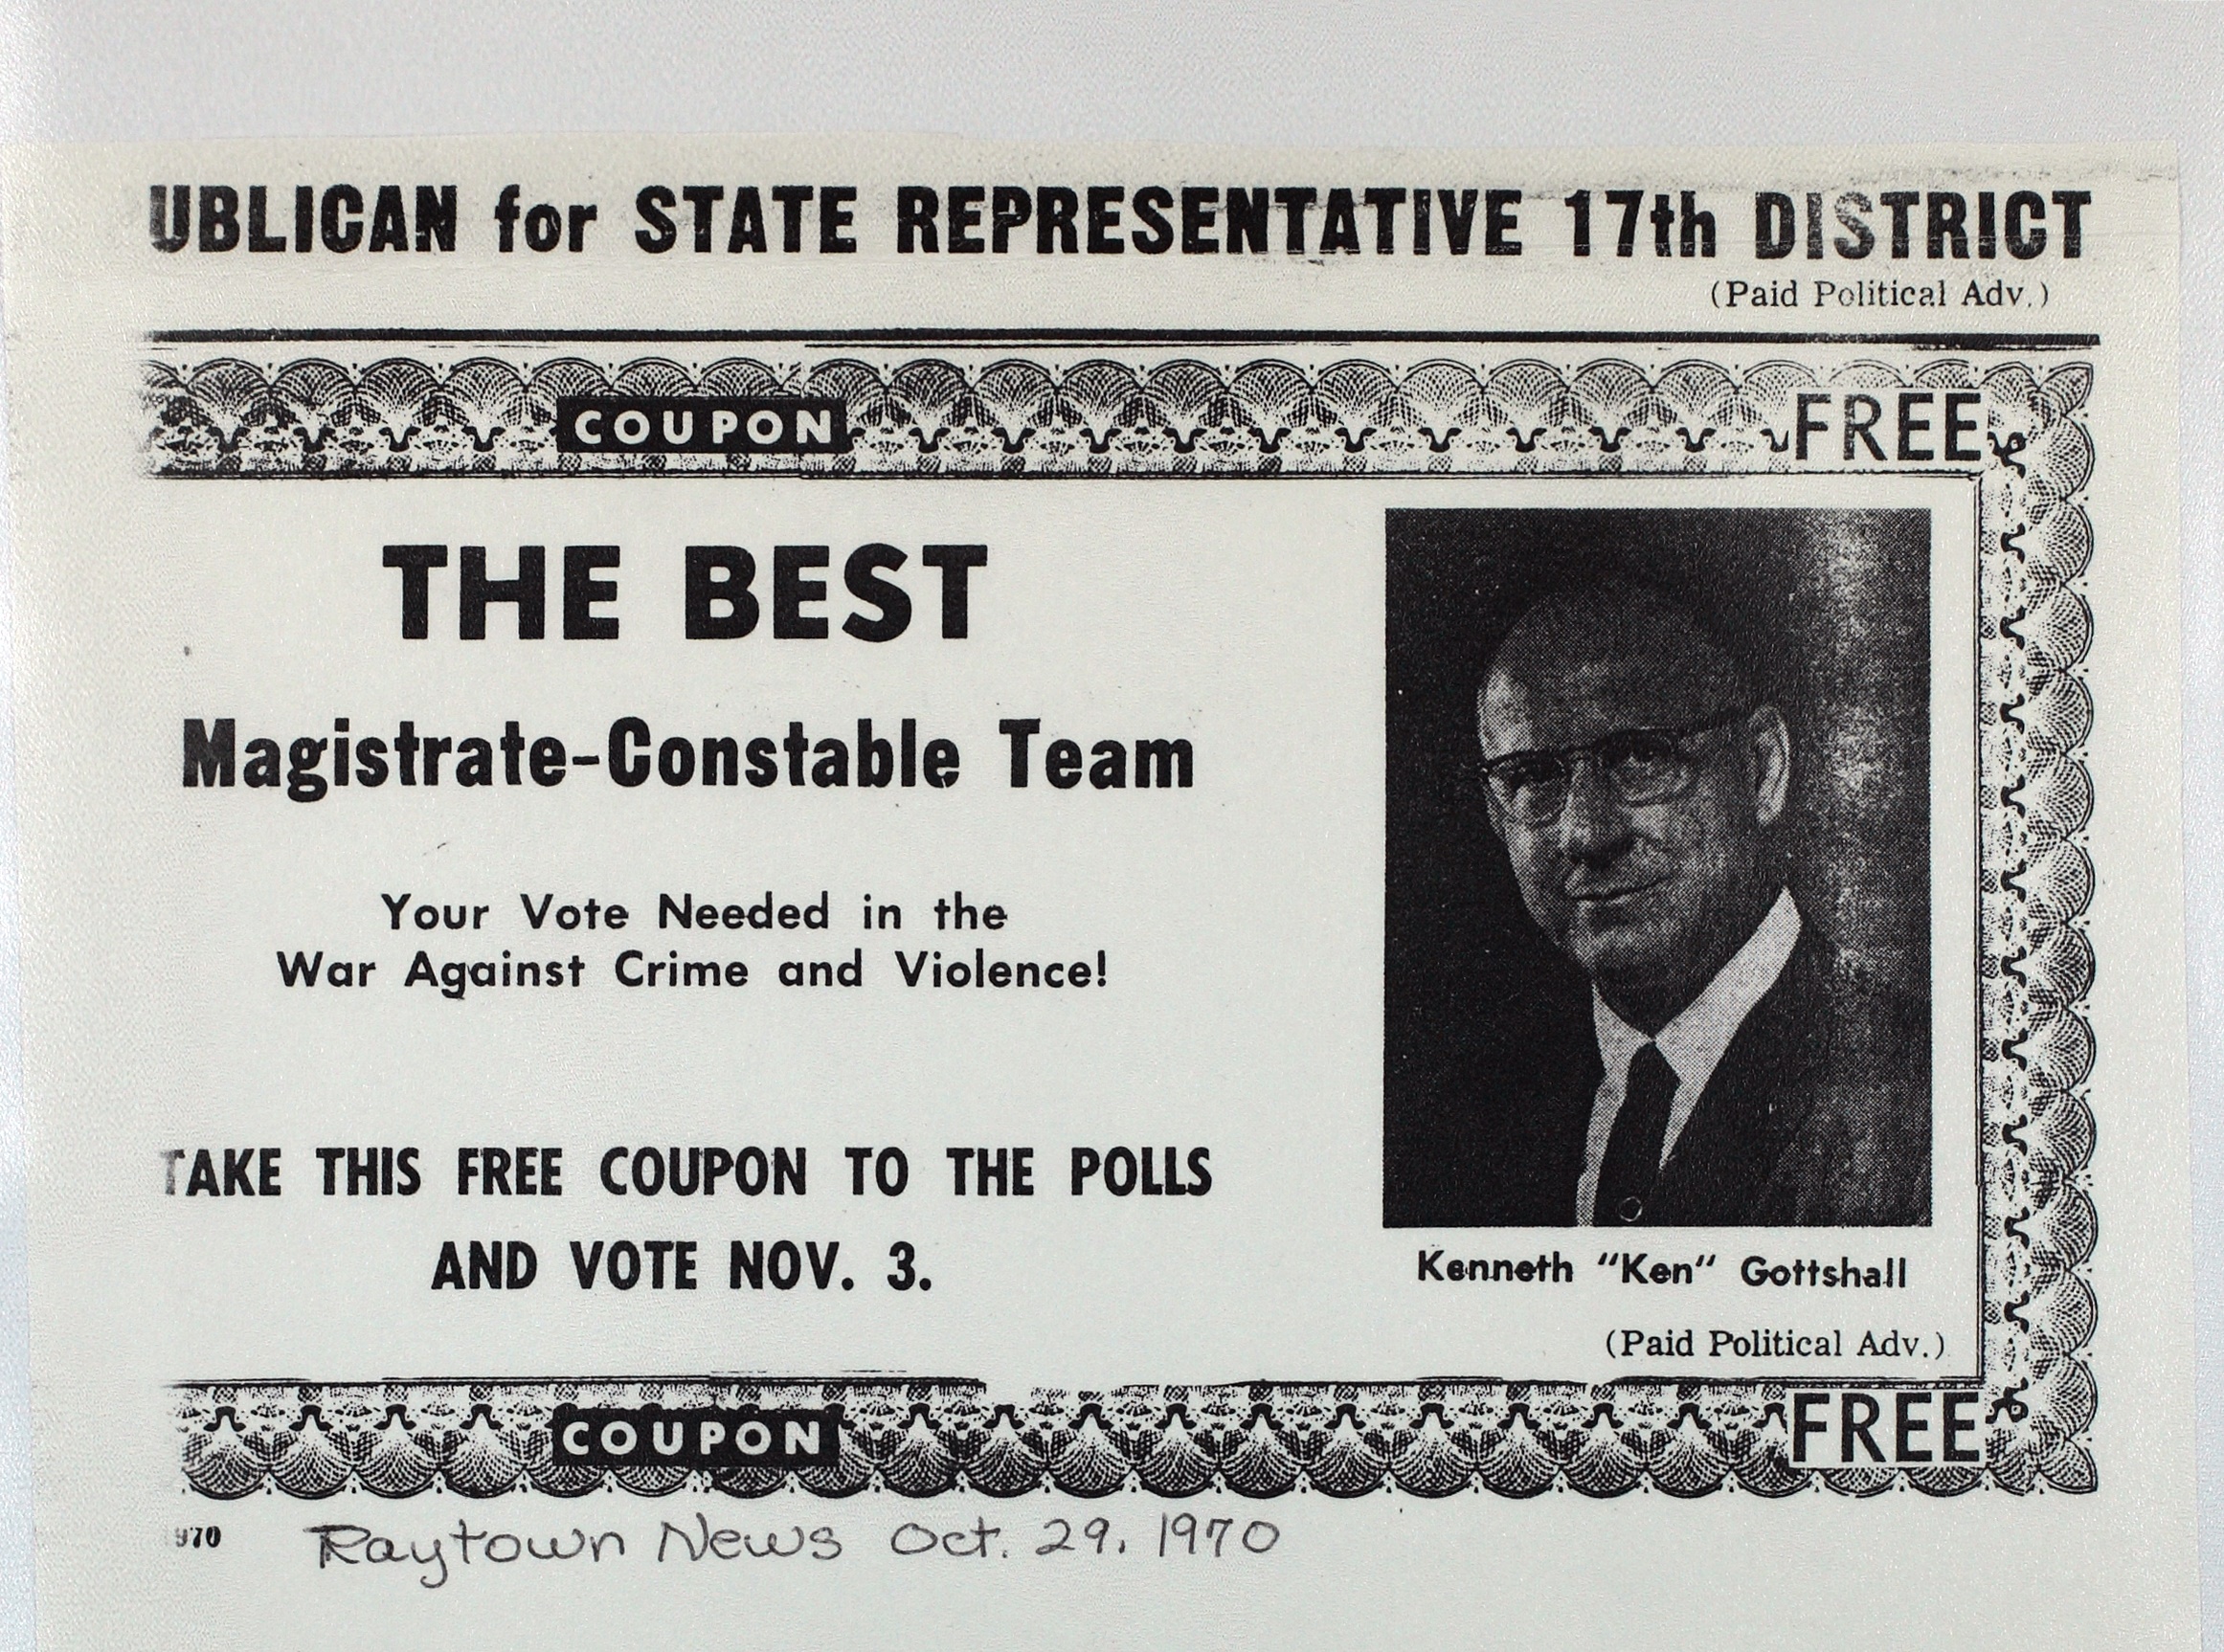 UBLICAN for STATE REPRESENTATIVE 17th DISTRICT
(Paid Political Adv.)
COUPON
FREE
THE BEST
Magistrate-Constable Team
Your Vote Needed in the
War Against Crime and Violence!
TAKE THIS FREE COUPON TO THE POLLS
AND VOTE NOV. 3.
Kenneth "Ken" Gottshall
(Paid Political Adv.)
COUPON
FREE
970 Raytown News Oct. 29, 1970